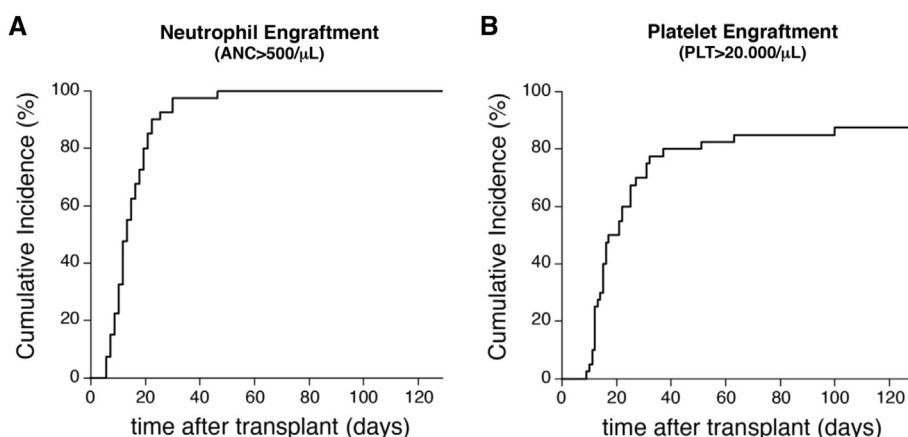 A
Neutrophil Engraftment
(ANC>500/μL)
Cumulative Incidence (%)
100
80
60
40
20
0
0 20 40 60 80 100 120
time after transplant (days)
B
Platelet Engraftment
(PLT>20.000/μL)
Cumulative Incidence (%)
100
80
60
40
20
0
0 20 40 60 80 100 120
time after transplant (days)